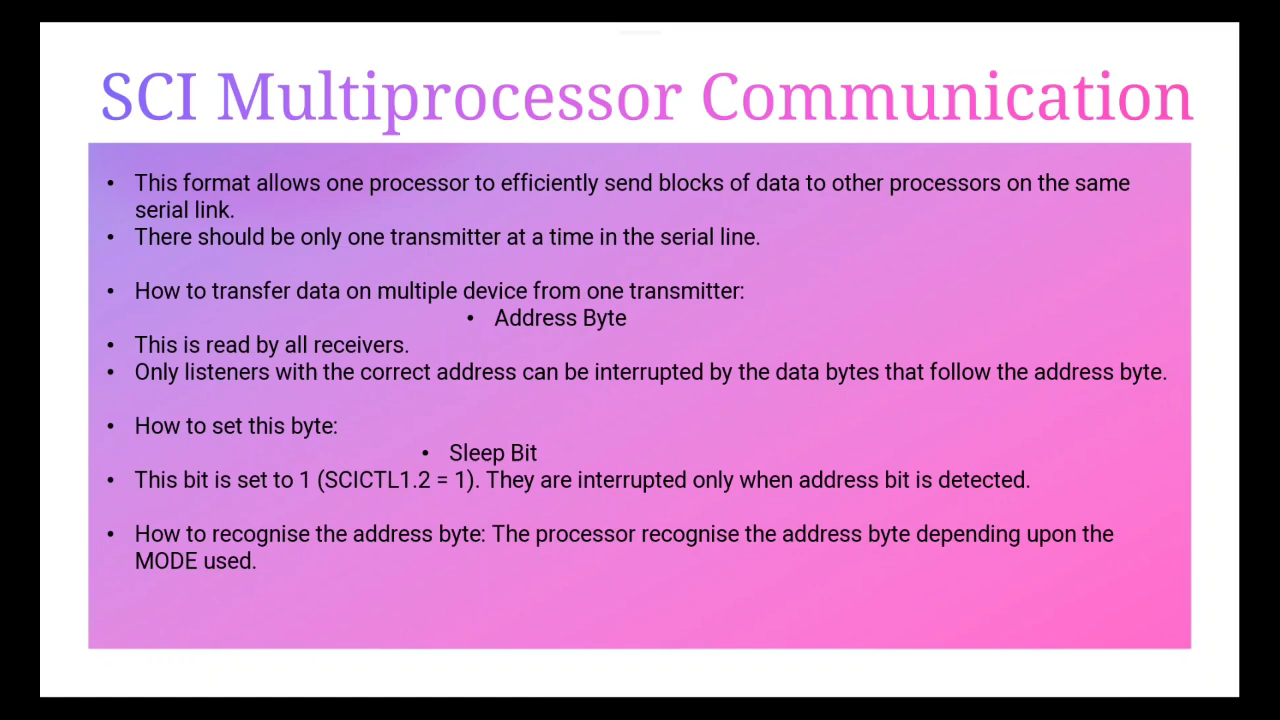 SCI Multiprocessor Communication
• This format allows one processor to efficiently send blocks of data to other processors on the same
serial link.
• There should be only one transmitter at a time in the serial line.
• How to transfer data on multiple device from one transmitter:
• Address Byte
• This is read by all receivers.
• Only listeners with the correct address can be interrupted by the data bytes that follow the address byte.
• How to set this byte:
• Sleep Bit
• This bit is set to 1 (SCICTL1.2 = 1). They are interrupted only when address bit is detected.
• How to recognise the address byte: The processor recognise the address byte depending upon the
MODE used.